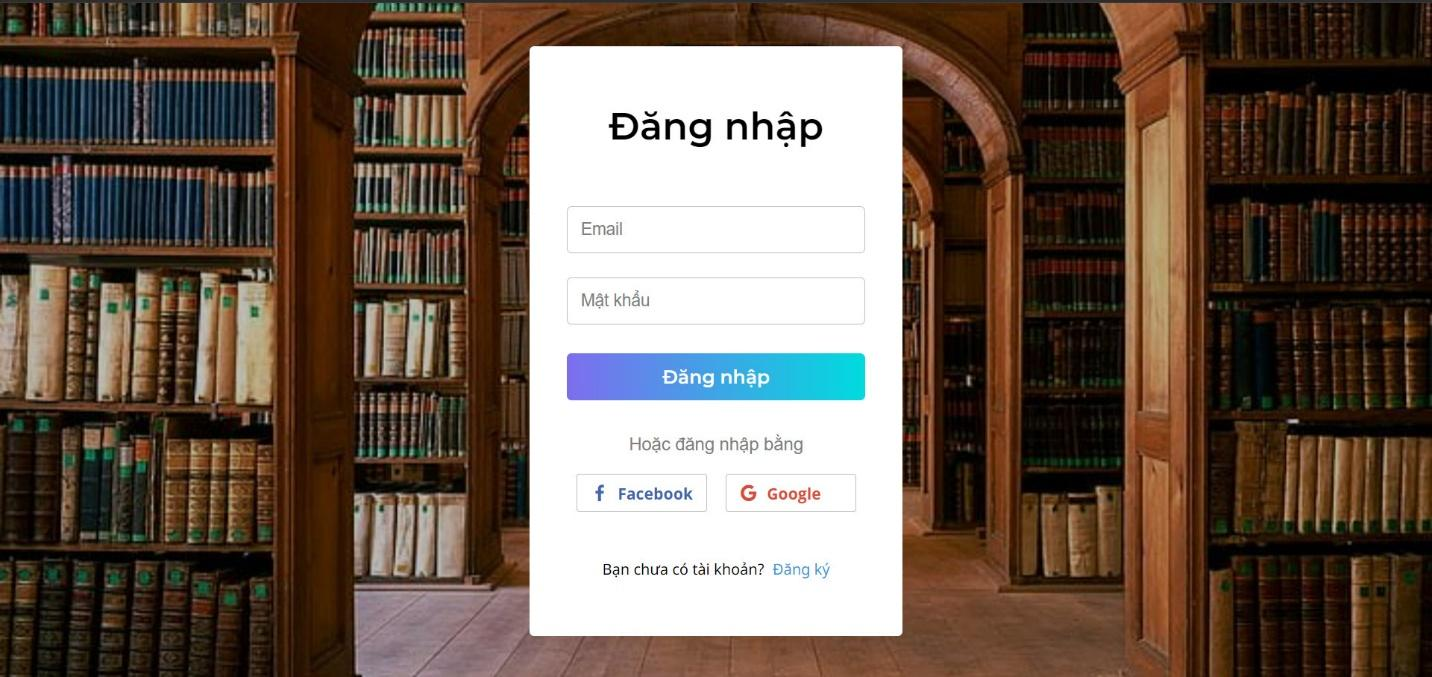 Đăng nhập
Email
Mật khẩu
Đăng nhập
Hoặc đăng nhập bằng
Facebook
Google
Bạn chưa có tài khoản? Đăng ký